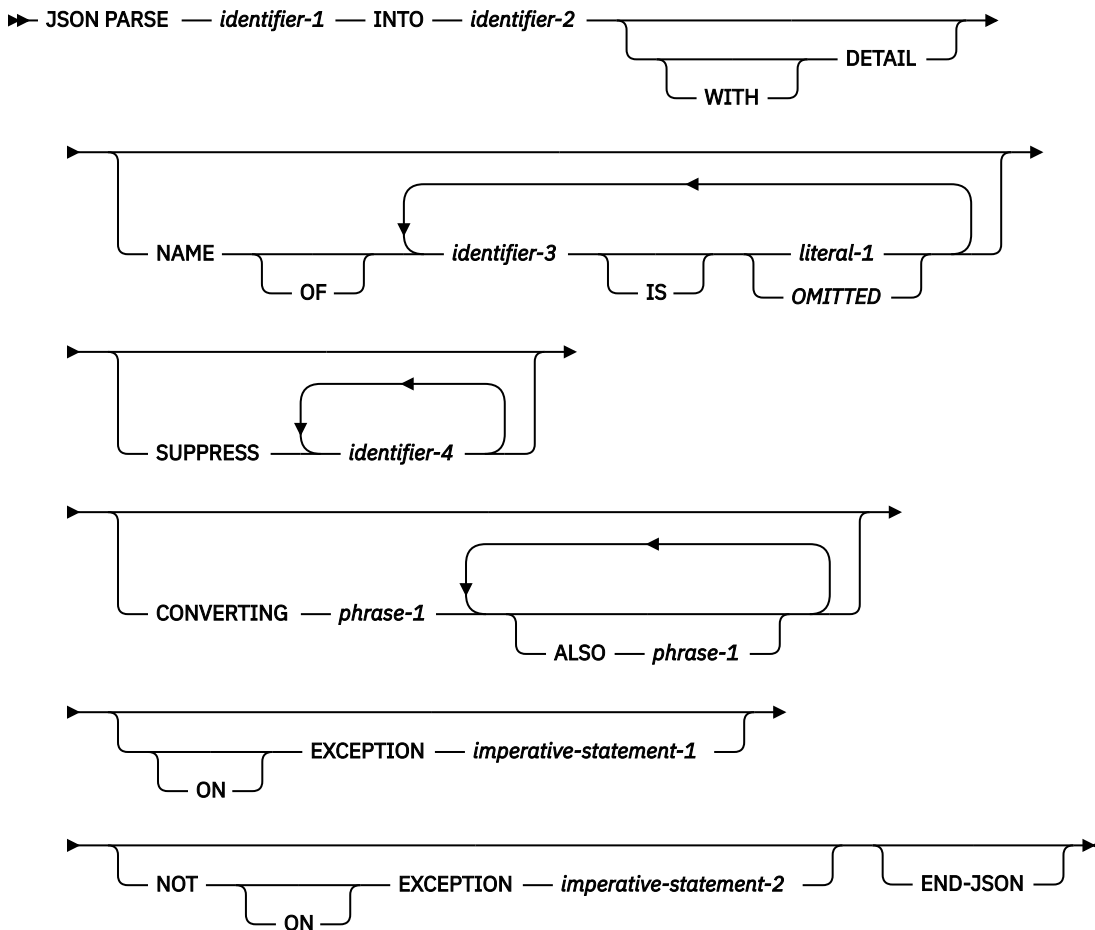 JSON PARSE identifier-1 INTO identifier-2
DETAIL
WITH
NAME identifier-3 literal-1
OF IS OMITTED
SUPPRESS identifier-4
CONVERTING phrase-1
ALSO phrase-1
EXCEPTION imperative-statement-1
ON
NOT EXCEPTION imperative-statement-2 END-JSON
ON